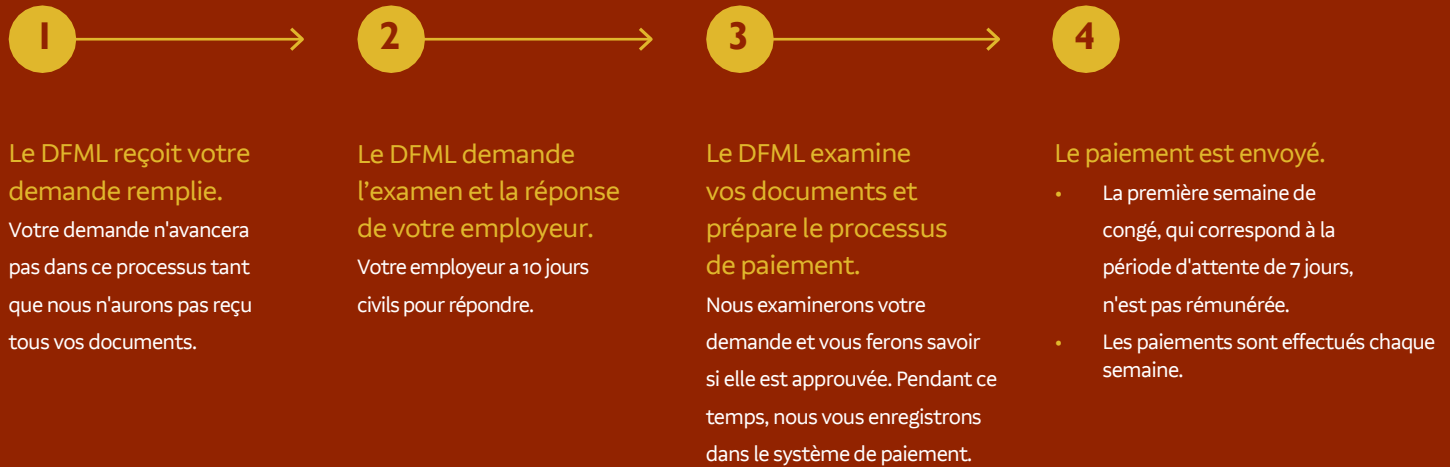 1
Le DFML reçoit votre
demande remplie.
Votre demande n'avancera
pas dans ce processus tant
que nous n'aurons pas reçu
tous vos documents.
2
Le DFML demande
l’examen et la réponse
de votre employeur.
Votre employeur a 10 jours
civils pour répondre.
3
Le DFML examine
vos documents et
prépare le processus
de paiement.
Nous examinerons votre
demande et vous ferons savoir
si elle est approuvée. Pendant ce
temps, nous vous enregistrons
dans le système de paiement.
4
Le paiement est envoyé.
• La première semaine de
congé, qui correspond à la
période d'attente de 7 jours,
n'est pas rémunérée.
• Les paiements sont effectués chaque
semaine.